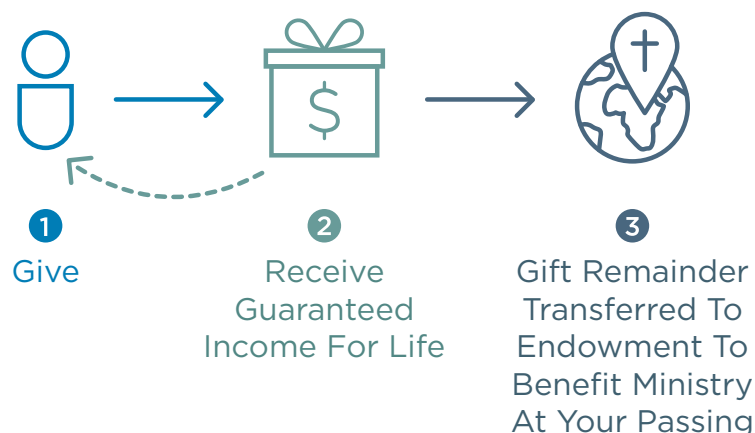 $
1
Give
2
Receive
Guaranteed
Income For Life
3
Gift Remainder
Transferred To
Endowment To
Benefit Ministry
At Your Passing